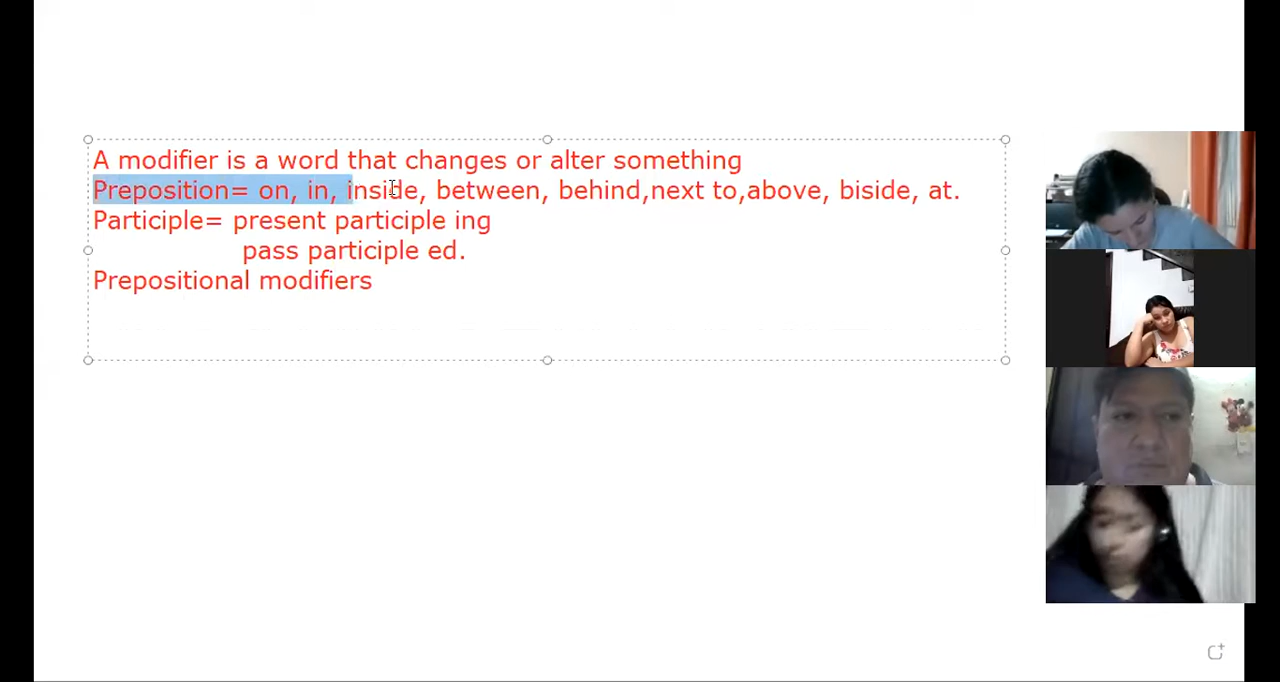 A modifier is a word that changes or alter something
Preposition= on, in, inside, between, behind,next to,above, biside, at.
Participle= present participle ing
pass participle ed.
Prepositional modifiers